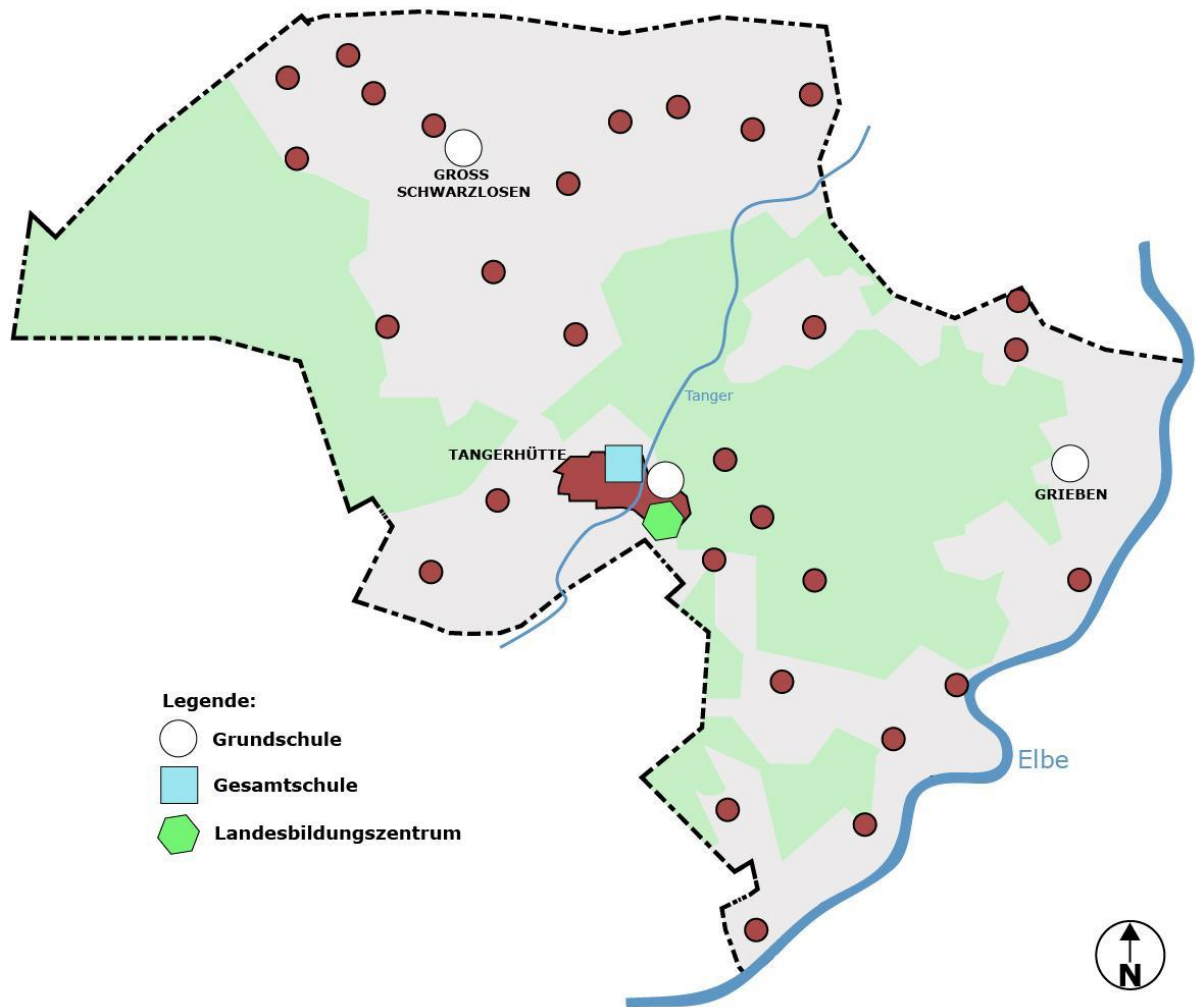 GROSS
SCHWARZLOSEN
Tanger
TANGERHÜTTE
GRIEBEN
Legende:
Grundschule
Gesamtschule
Landesbildungszentrum
Elbe
N